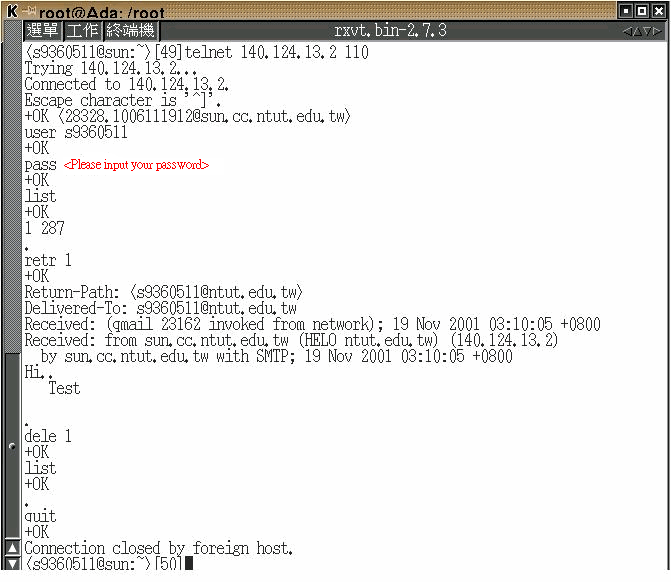 root@Ada: /root
選單 工作 終端機 rxvt.bin-2.7.3
<s9360511@sun:~>[49]telnet 140.124.13.2 110
Trying 140.124.13.2...
Connected to 140.124.13.2.
Escape character is '^]'.
+OK <28328.1006111912@sun.cc.ntut.edu.tw>
user s9360511
+OK
pass <Please input your password>
+OK
list
+OK
1 287
.
retr 1
+OK
Return-Path: <s9360511@ntut.edu.tw>
Delivered-To: s9360511@ntut.edu.tw
Received: (qmail 23162 invoked from network); 19 Nov 2001 03:10:05 +0800
Received: from sun.cc.ntut.edu.tw (HELO ntut.edu.tw) (140.124.13.2)
by sun.cc.ntut.edu.tw with SMTP; 19 Nov 2001 03:10:05 +0800
Hi..
Test
.
dele 1
+OK
list
+OK
.
quit
+OK
Connection closed by foreign host.
<s9360511@sun:~>[50]